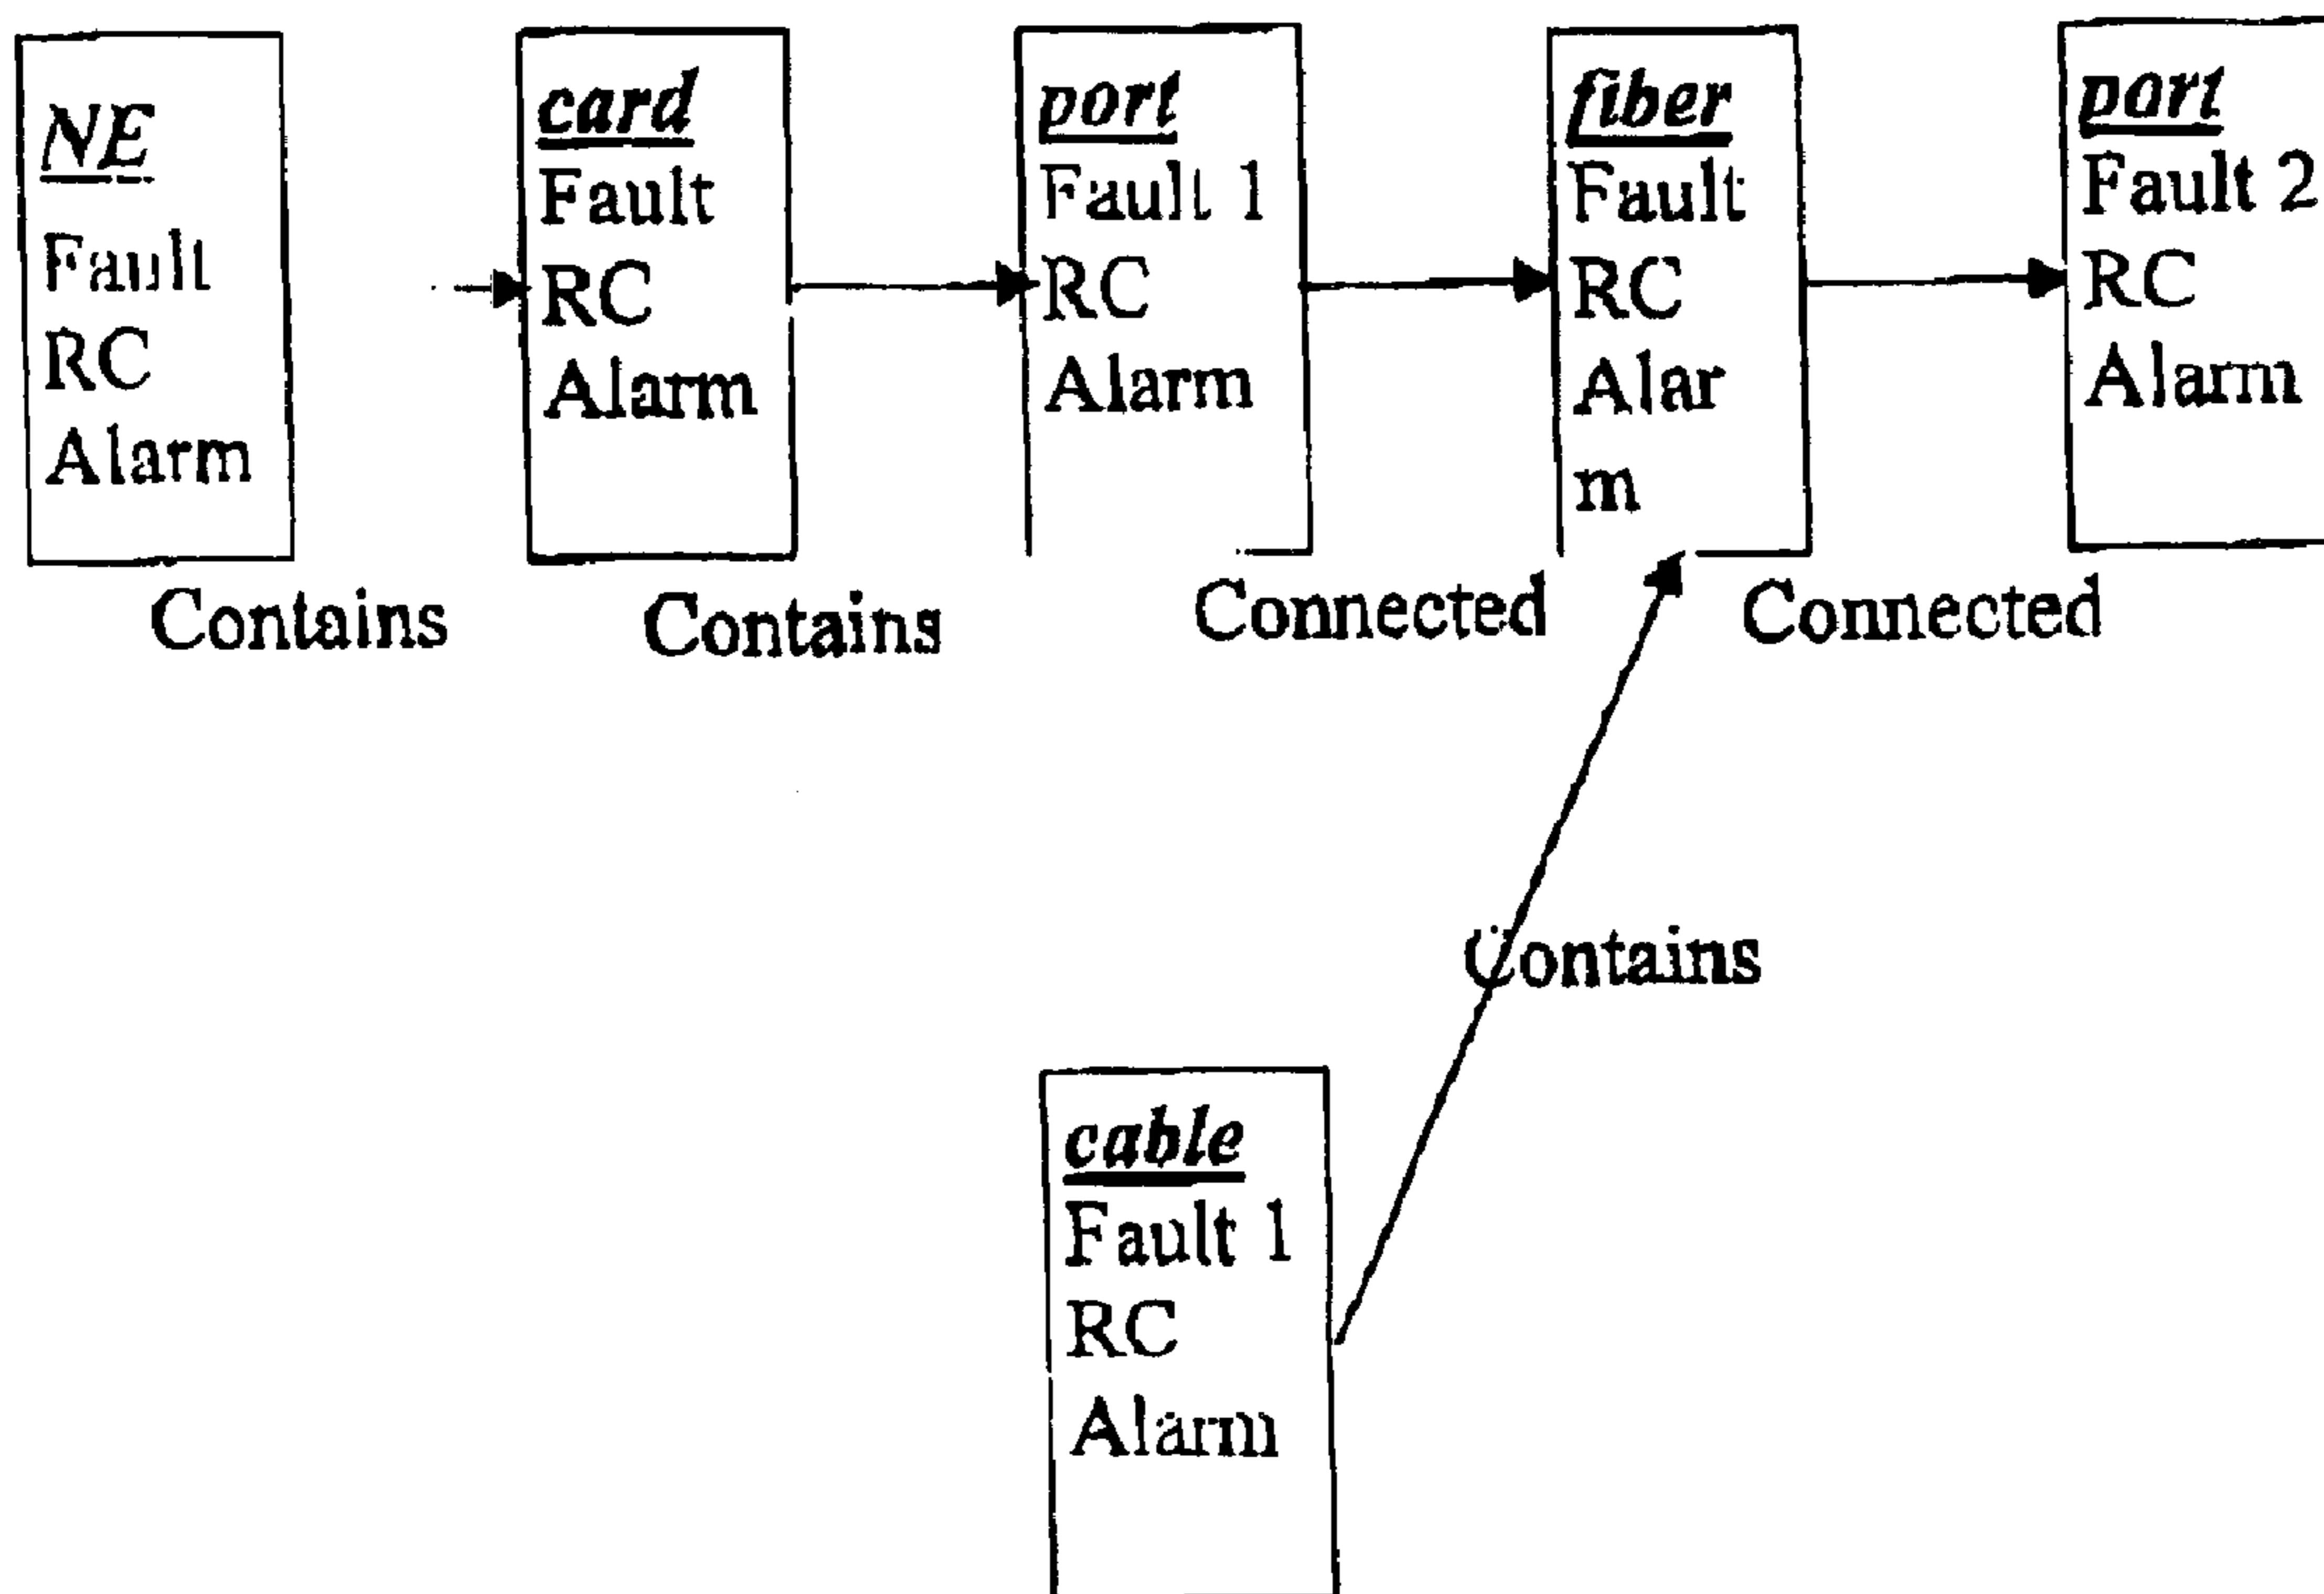 NE
Fault
RC
Alarm
card
Fault
RC
Alarm
port
Fault 1
RC
Alarm
fiber
Fault
RC
Alar
m
port
Fault 2
RC
Alarm
Contains
Contains
Connected
Connected
Contains
cable
Fault 1
RC
Alarm